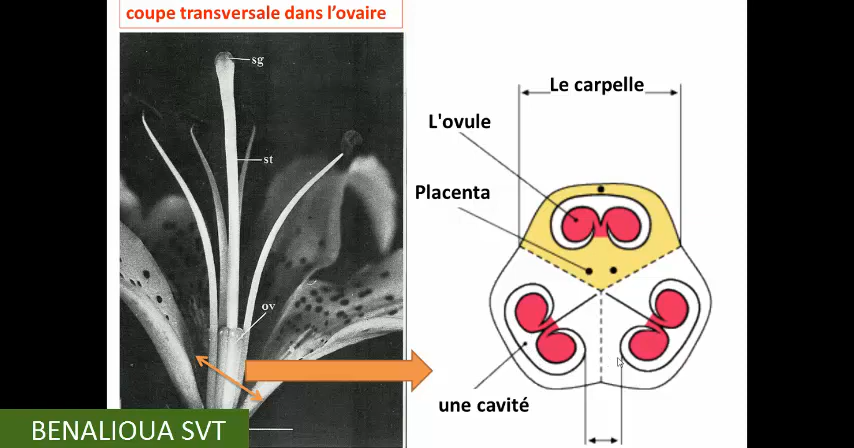 coupe transversale dans l'ovaire
sg
Le carpelle
L'ovule
st
Placenta
ov
une cavité
BENALIOUA SVT